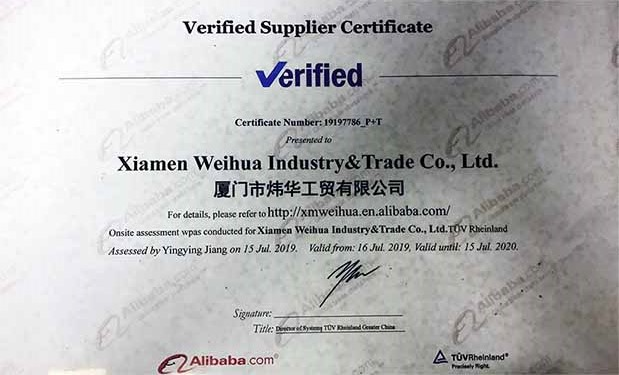 Verified Supplier Certificate
Verified
Certificate Number: 19197786_P+T
Presented to
Xiamen Weihua Industry&Trade Co., Ltd.
厦门市炜华工贸有限公司
For details, please refer to http://xmweihua.en.alibaba.com/
Onsite assessment wpas conducted for Xiamen Weihua Industry&Trade Co., Ltd.TÜV Rheinland
Assessed by Yingying Jiang on 15 Jul. 2019. Valid from: 16 Jul. 2019, Valid until: 15 Jul. 2020.
Signature:
Title: Director of Systems TÜV Rheinland Greater China
Alibaba.com®
TÜVRheinland®
Precisely Right.